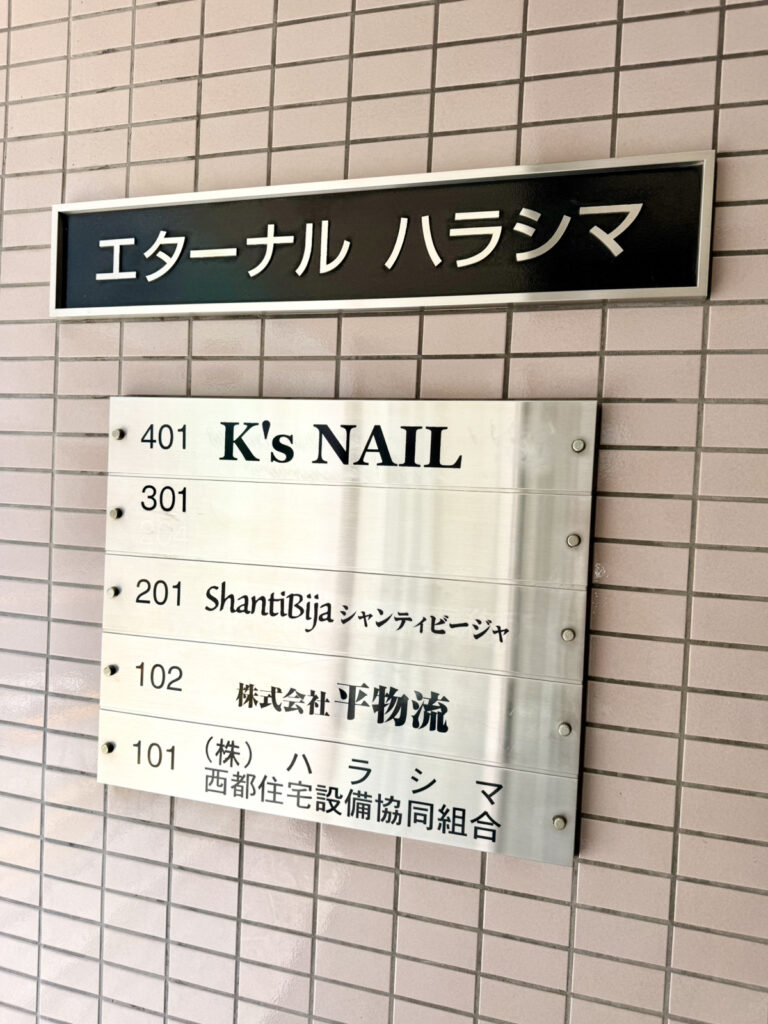 エターナル ハラシマ
401 K's NAIL
301
201 ShantiBija シャンティビージャ
102 株式会社 平物流
101 (株) ハラシマ
西都住宅設備協同組合